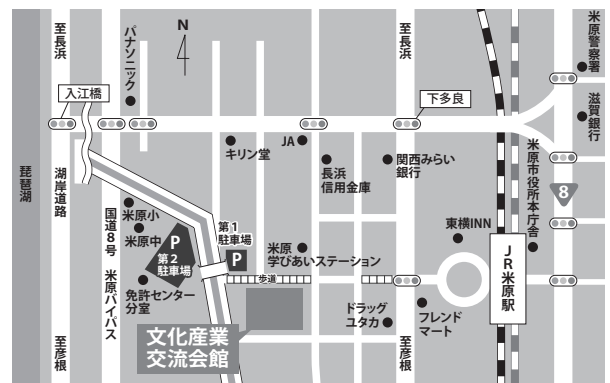 至長浜
パナソニック
N
至長浜
米原警察署
入江橋
下多良
滋賀銀行
キリン堂
JA
長浜
信用金庫
関西みらい
銀行
米原市役所本庁舎
8
琵琶湖
湖岸道路
国道8号 米原バイパス
米原小
米原中
P
第2
駐車場
第1
駐車場
P
米原
学びあいステーション
東横INN
JR米原駅
歩道
免許センター
分室
文化産業
交流会館
ドラッグ
ユタカ
フレンド
マート
至彦根
至彦根